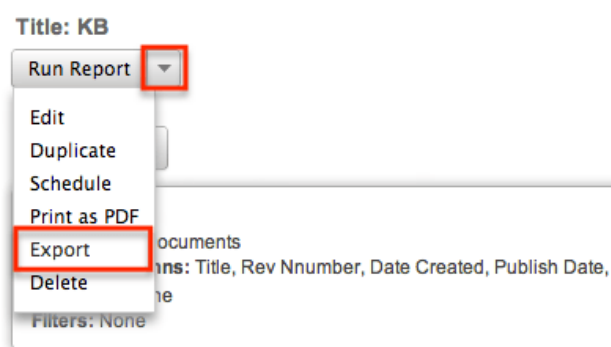 Title: KB
Run Report
Edit
Duplicate
Schedule
Print as PDF
Export
Delete
ocuments
nns: Title, Rev Nnumber, Date Created, Publish Date,
ne
Filters: None